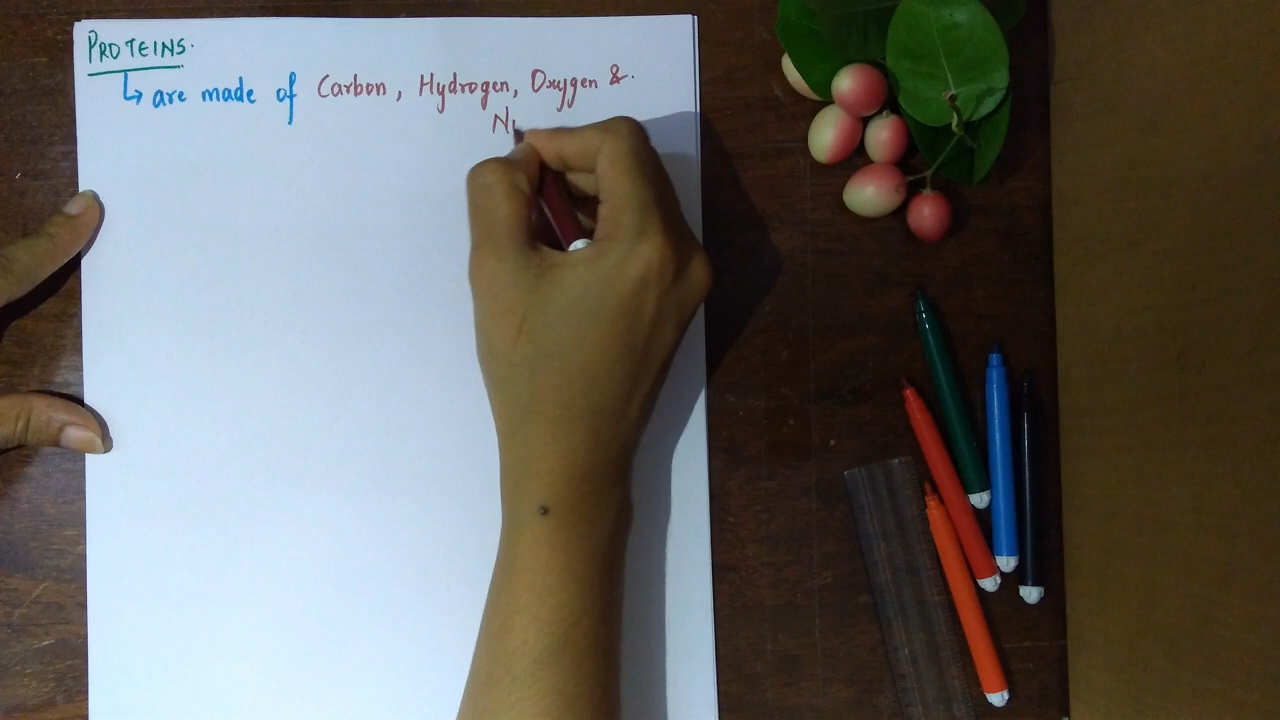 PROTEINS.
↳ are made of Carbon, Hydrogen, Oxygen &.